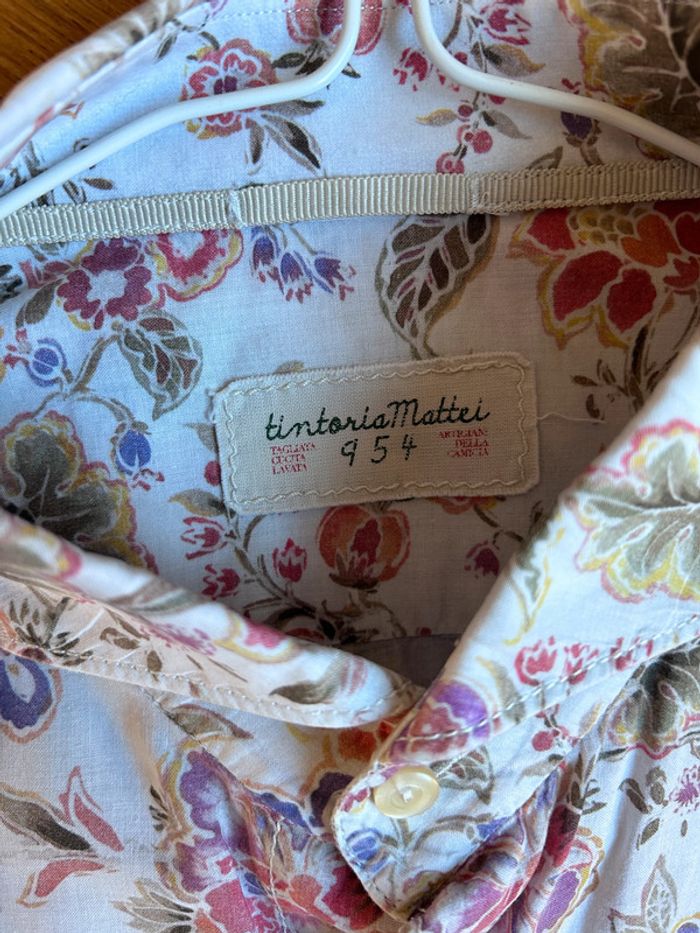 tintoriaMattei
954
TAGLIATA
CUCITA
LAVATA
ARTIGIANI
DELLA
CAMICIA